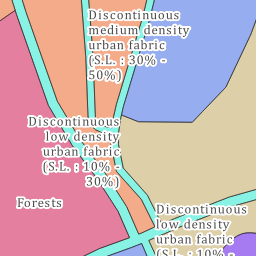 Discontinuous
medium density
urban fabric
(S.L. : 30% -
50%)
Discontinuous
low density
urban fabric
(S.L. : 10% -
30%)
Forests
Discontinuous
low density
urban fabric
(S.L. : 10% -